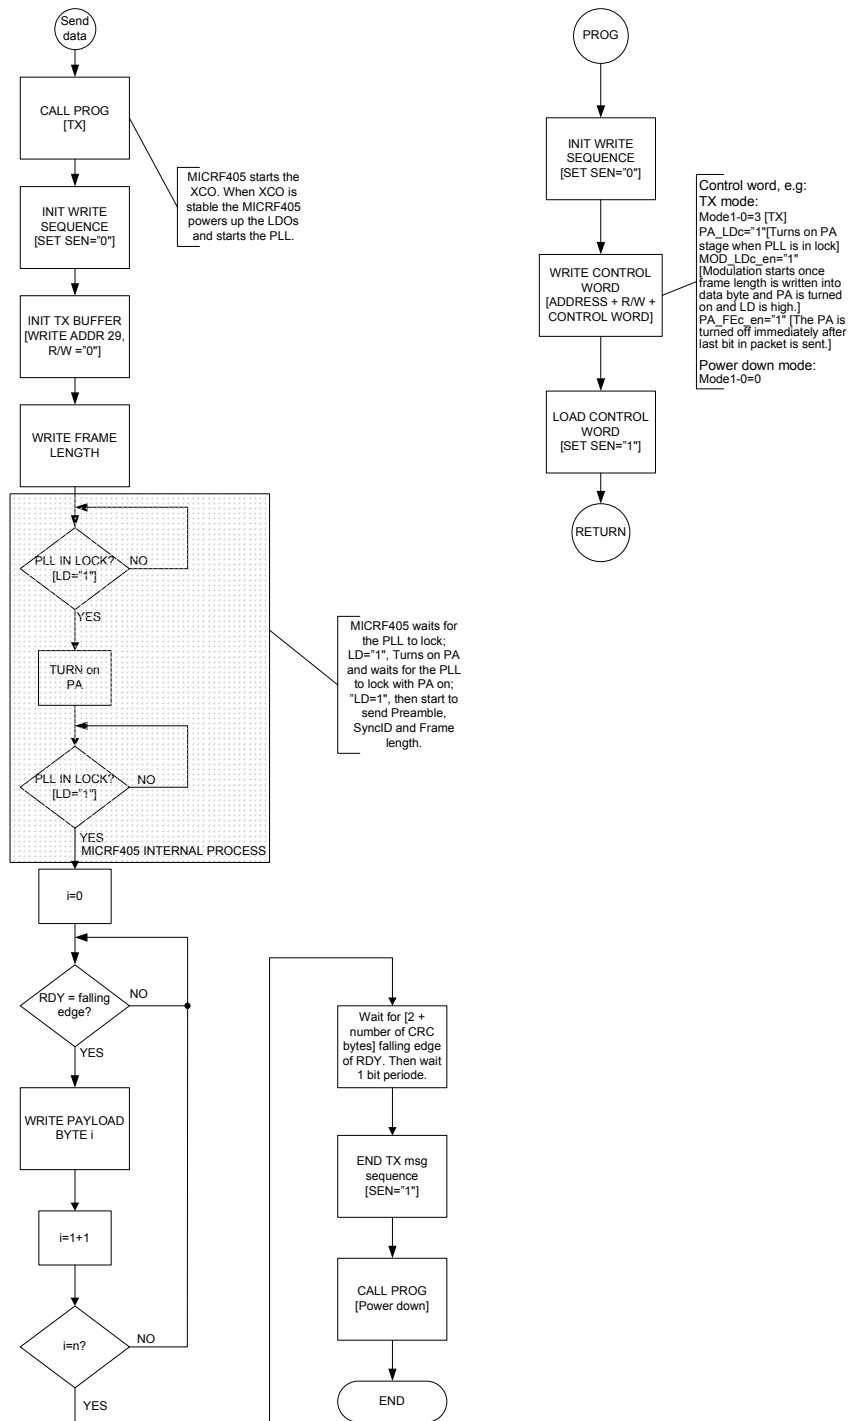 Send
data
CALL PROG
[TX]
MICRF405 starts the
XCO. When XCO is
stable the MICRF405
powers up the LDOs
and starts the PLL.
INIT WRITE
SEQUENCE
[SET SEN="0"]
INIT TX BUFFER
[WRITE ADDR 29,
R/W ="0"]
WRITE FRAME
LENGTH
PLL IN LOCK?
[LD="1"]
NO
YES
TURN on
PA
PLL IN LOCK?
[LD="1"]
NO
YES
MICRF405 INTERNAL PROCESS
MICRF405 waits for
the PLL to lock;
LD="1", Turns on PA
and waits for the PLL
to lock with PA on;
"LD=1", then start to
send Preamble,
SyncID and Frame
length.
i=0
RDY = falling
edge?
NO
YES
WRITE PAYLOAD
BYTE i
i=1+1
i=n?
NO
YES
Wait for [2 +
number of CRC
bytes] falling edge
of RDY. Then wait
1 bit periode.
END TX msg
sequence
[SEN="1"]
CALL PROG
[Power down]
END
PROG
INIT WRITE
SEQUENCE
[SET SEN="0"]
WRITE CONTROL
WORD
[ADDRESS + R/W +
CONTROL WORD]
Control word, e.g:
TX mode:
Mode1-0=3 [TX]
PA_LDc="1"[Turns on PA
stage when PLL is in lock]
MOD_LDc_en="1"
[Modulation starts once
frame length is written into
data byte and PA is turned
on and LD is high.]
PA_FEc_en="1" [The PA is
turned off immediately after
last bit in packet is sent.]
Power down mode:
Mode1-0=0
LOAD CONTROL
WORD
[SET SEN="1"]
RETURN